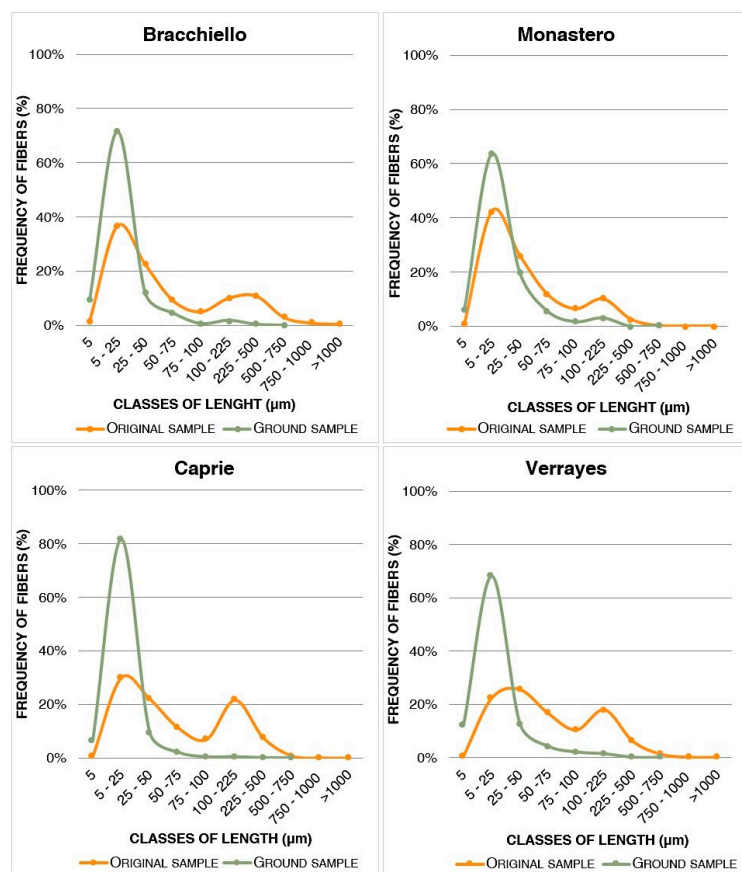 Bracchiello
FREQUENCY OF FIBERS (%)
100%
80%
60%
40%
20%
0%
5
5 - 25
25 - 50
50 -75
75 - 100
100 - 225
225 - 500
500 - 750
750 - 1000
>1000
CLASSES OF LENGHT (µm)
ORIGINAL SAMPLE GROUND SAMPLE
Monastero
FREQUENCY OF FIBERS (%)
100%
80%
60%
40%
20%
0%
5
5 - 25
25 - 50
50 -75
75 - 100
100 - 225
225 - 500
500 - 750
750 - 1000
>1000
CLASSES OF LENGHT (µm)
ORIGINAL SAMPLE GROUND SAMPLE
Caprie
FREQUENCY OF FIBERS (%)
100%
80%
60%
40%
20%
0%
5
5 - 25
25 - 50
50 -75
75 - 100
100 - 225
225 - 500
500 - 750
750 - 1000
>1000
CLASSES OF LENGTH (µm)
ORIGINAL SAMPLE GROUND SAMPLE
Verrayes
FREQUENCY OF FIBERS (%)
100%
80%
60%
40%
20%
0%
5
5 - 25
25 - 50
50 -75
75 - 100
100 - 225
225 - 500
500 - 750
750 - 1000
>1000
CLASSES OF LENGTH (µm)
ORIGINAL SAMPLE GROUND SAMPLE